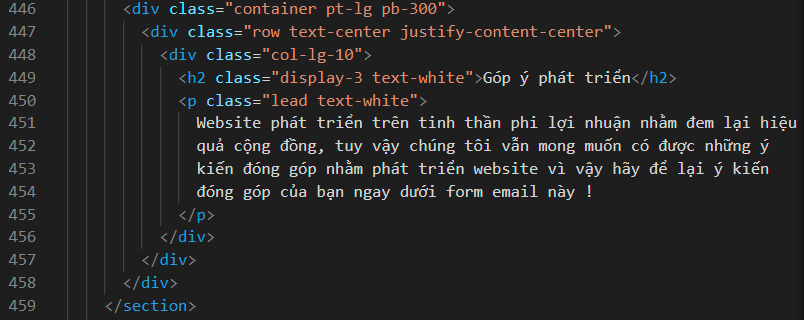 446 <div class="container pt-lg pb-300">
447 <div class="row text-center justify-content-center">
448 <div class="col-lg-10">
449 <h2 class="display-3 text-white">Góp ý phát triển</h2>
450 <p class="lead text-white">
451 Website phát triển trên tinh thần phi lợi nhuận nhằm đem lại hiệu
452 quả cộng đồng, tuy vậy chúng tôi vẫn mong muốn có được những ý
453 kiến đóng góp nhằm phát triển website vì vậy hãy để lại ý kiến
454 đóng góp của bạn ngay dưới form email này !
455 </p>
456 </div>
457 </div>
458 </div>
459 </section>